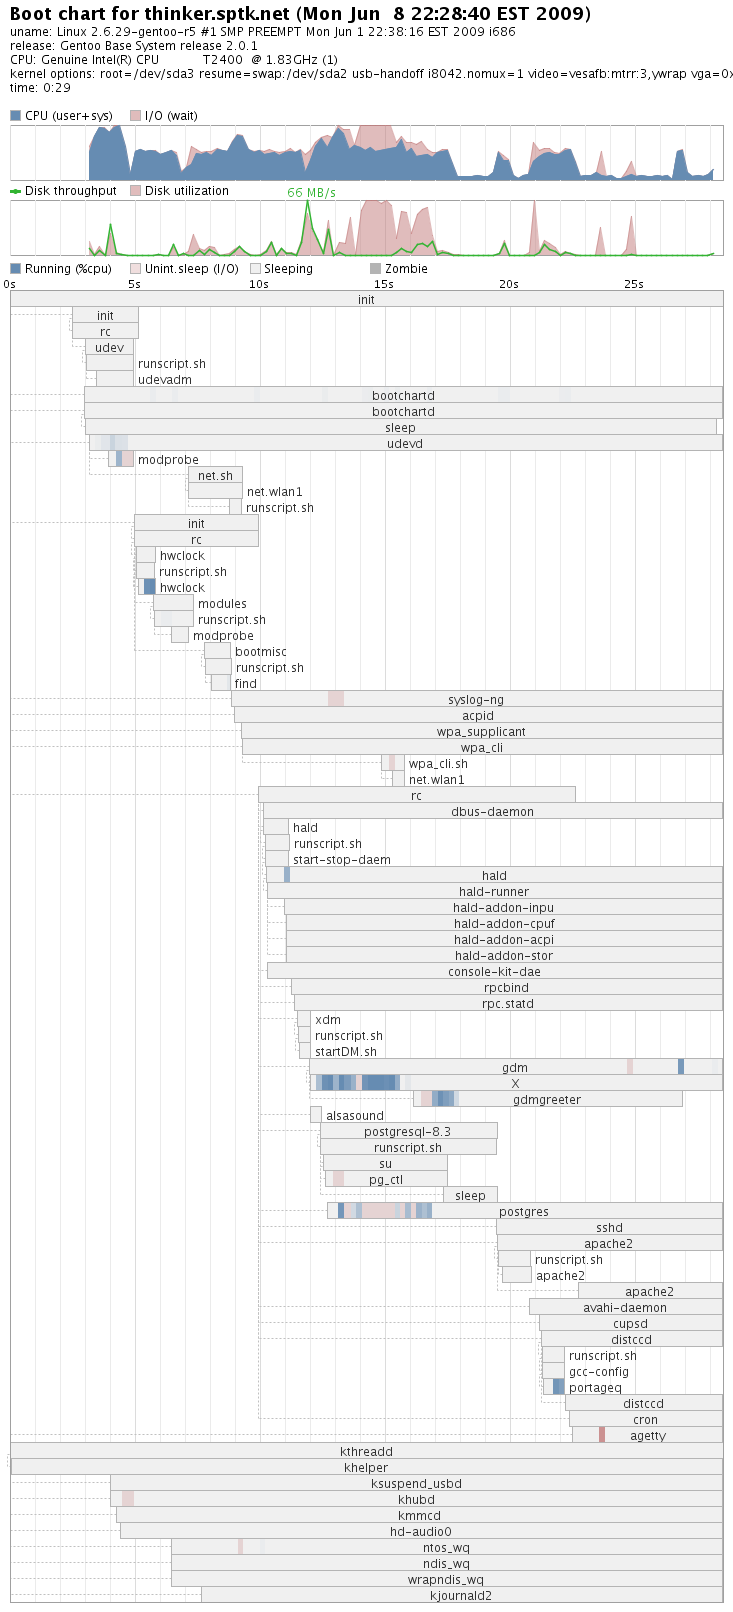 Boot chart for thinker.sptk.net (Mon Jun  8 22:28:40 EST 2009)
uname: Linux 2.6.29-gentoo-r5 #1 SMP PREEMPT Mon Jun 1 22:38:16 EST 2009 i686
release: Gentoo Base System release 2.0.1
CPU: Genuine Intel(R) CPU T2400 @ 1.83GHz (1)
kernel options: root=/dev/sda3 resume=swap:/dev/sda2 usb-handoff i8042.nomux=1 video=vesafb:mtrr:3,ywrap vga=0x
time: 0:29
CPU (user+sys) I/O (wait)
Disk throughput Disk utilization 66 MB/s
Running (%cpu) Unint.sleep (I/O) Sleeping Zombie
0s 5s 10s 15s 20s 25s
init
init
rc
udev
runscript.sh
udevadm
bootchartd
bootchartd
sleep
udevd
modprobe
net.sh
net.wlan1
runscript.sh
init
rc
hwclock
runscript.sh
hwclock
modules
runscript.sh
modprobe
bootmisc
runscript.sh
find
syslog-ng
acpid
wpa_supplicant
wpa_cli
wpa_cli.sh
net.wlan1
rc
dbus-daemon
hald
runscript.sh
start-stop-daem
hald
hald-runner
hald-addon-inpu
hald-addon-cpuf
hald-addon-acpi
hald-addon-stor
console-kit-dae
rpcbind
rpc.statd
xdm
runscript.sh
startDM.sh
gdm
X
gdmgreeter
alsasound
postgresql-8.3
runscript.sh
su
pg_ctl
sleep
postgres
sshd
apache2
runscript.sh
apache2
apache2
avahi-daemon
cupsd
distccd
runscript.sh
gcc-config
portageq
distccd
cron
agetty
kthreadd
khelper
ksuspend_usbd
khubd
kmmcd
hd-audio0
ntos_wq
ndis_wq
wrapndis_wq
kjournald2